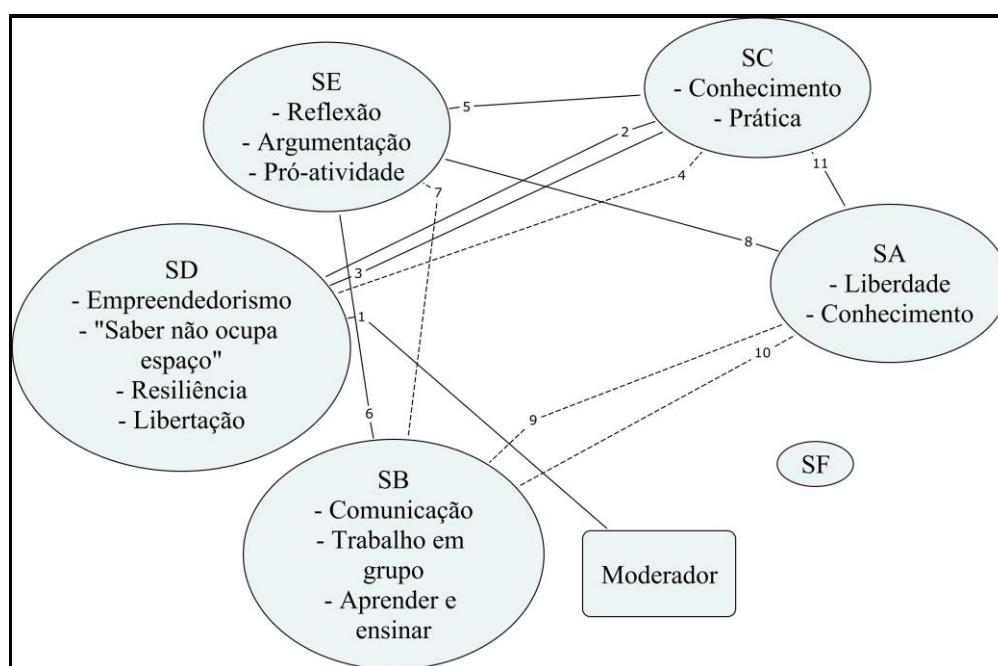 SE
- Reflexão
- Argumentação
- Pró-atividade
SC
- Conhecimento
- Prática
5
2
4
7
11
8
SA
- Liberdade
- Conhecimento
SD
- Empreendedorismo
- "Saber não ocupa
espaço"
- Resiliência
- Libertação
3
1
10
9
6
SB
- Comunicação
- Trabalho em
grupo
- Aprender e
ensinar
SF
Moderador